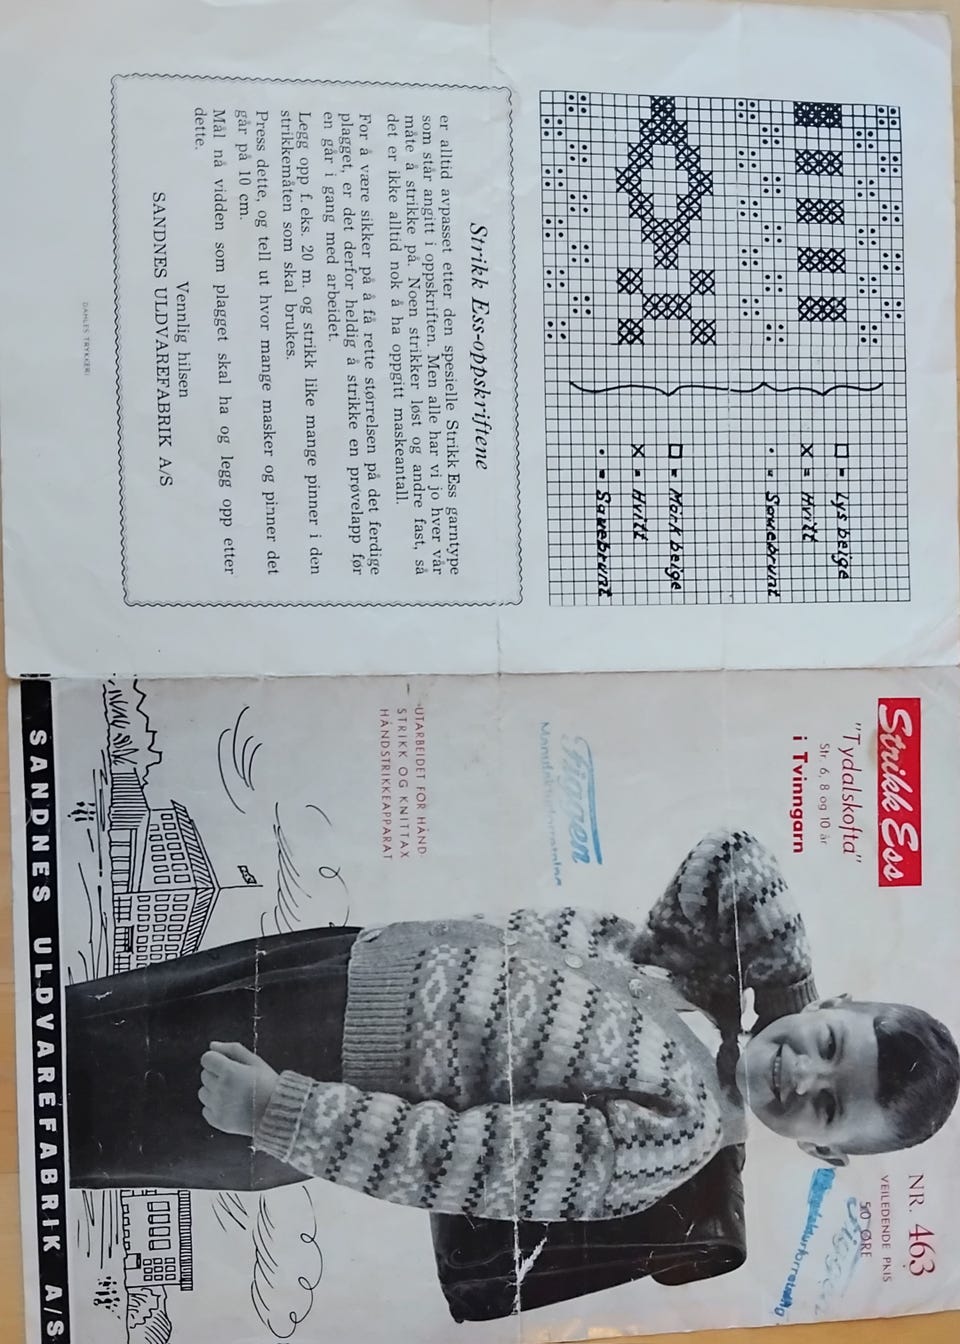 □ = Lys beige
X = Hvitt
• = Sauebrunt
□ = Mörk beige
X = Hvitt
• = Sauebrunt
Strikk Ess-oppskriftene
er alltid avpasset etter den spesielle Strikk Ess garntype
som står angitt i oppskriften. Men alle har vi jo hver vår
måte å strikke på. Noen strikker løst og andre fast, så
det er ikke alltid nok å ha oppgitt maskeantall.
For å være sikker på å få rette størrelsen på det ferdige
plagget, er det derfor heldig å strikke en prøvelapp før
en går i gang med arbeidet.
Legg opp f. eks. 20 m. og strikk like mange pinner i den
strikkemåten som skal brukes.
Press dette, og tell ut hvor mange masker og pinner det
går på 10 cm.
Mål nå vidden som plagget skal ha og legg opp etter
dette.
Vennlig hilsen
SANDNES ULDVAREFABRIK A/S
DAHLES TRYKKERI
Strikk Ess
NR. 463
VEILEDENDE PRIS
50 ØRE
"Tydalskofta"
Str. 6, 8 og 10 år
i Tvinngarn
Figgen
Manufakturforretning
UTARBEIDET FOR HÅND-
STRIKK OG KNITTAX
HÅNDSTRIKKEAPPARAT
SANDNES ULDVAREFABRIK A/S